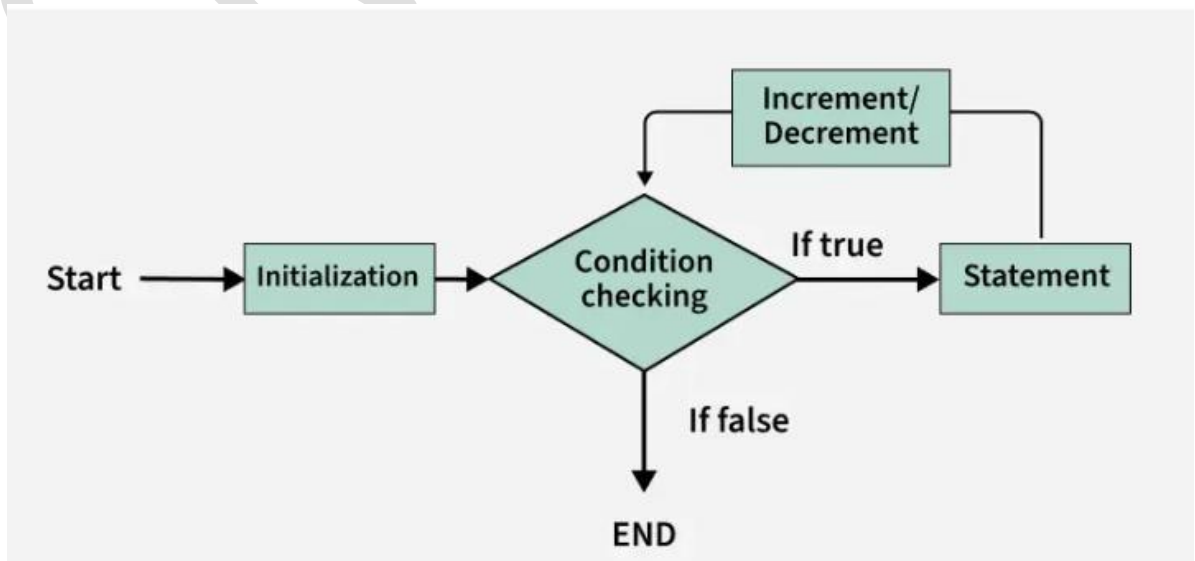 Increment/
Decrement
Start
Initialization
Condition
checking
If true
Statement
If false
END